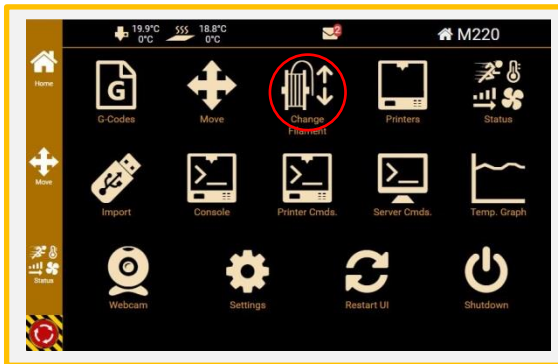 19.9°C
0°C
18.8°C
0°C
2
M220
Home
Move
Status
G
G-Codes
Move
Change
Filament
Printers
Status
Import
Console
Printer Cmds.
Server Cmds.
Temp. Graph
Webcam
Settings
Restart UI
Shutdown